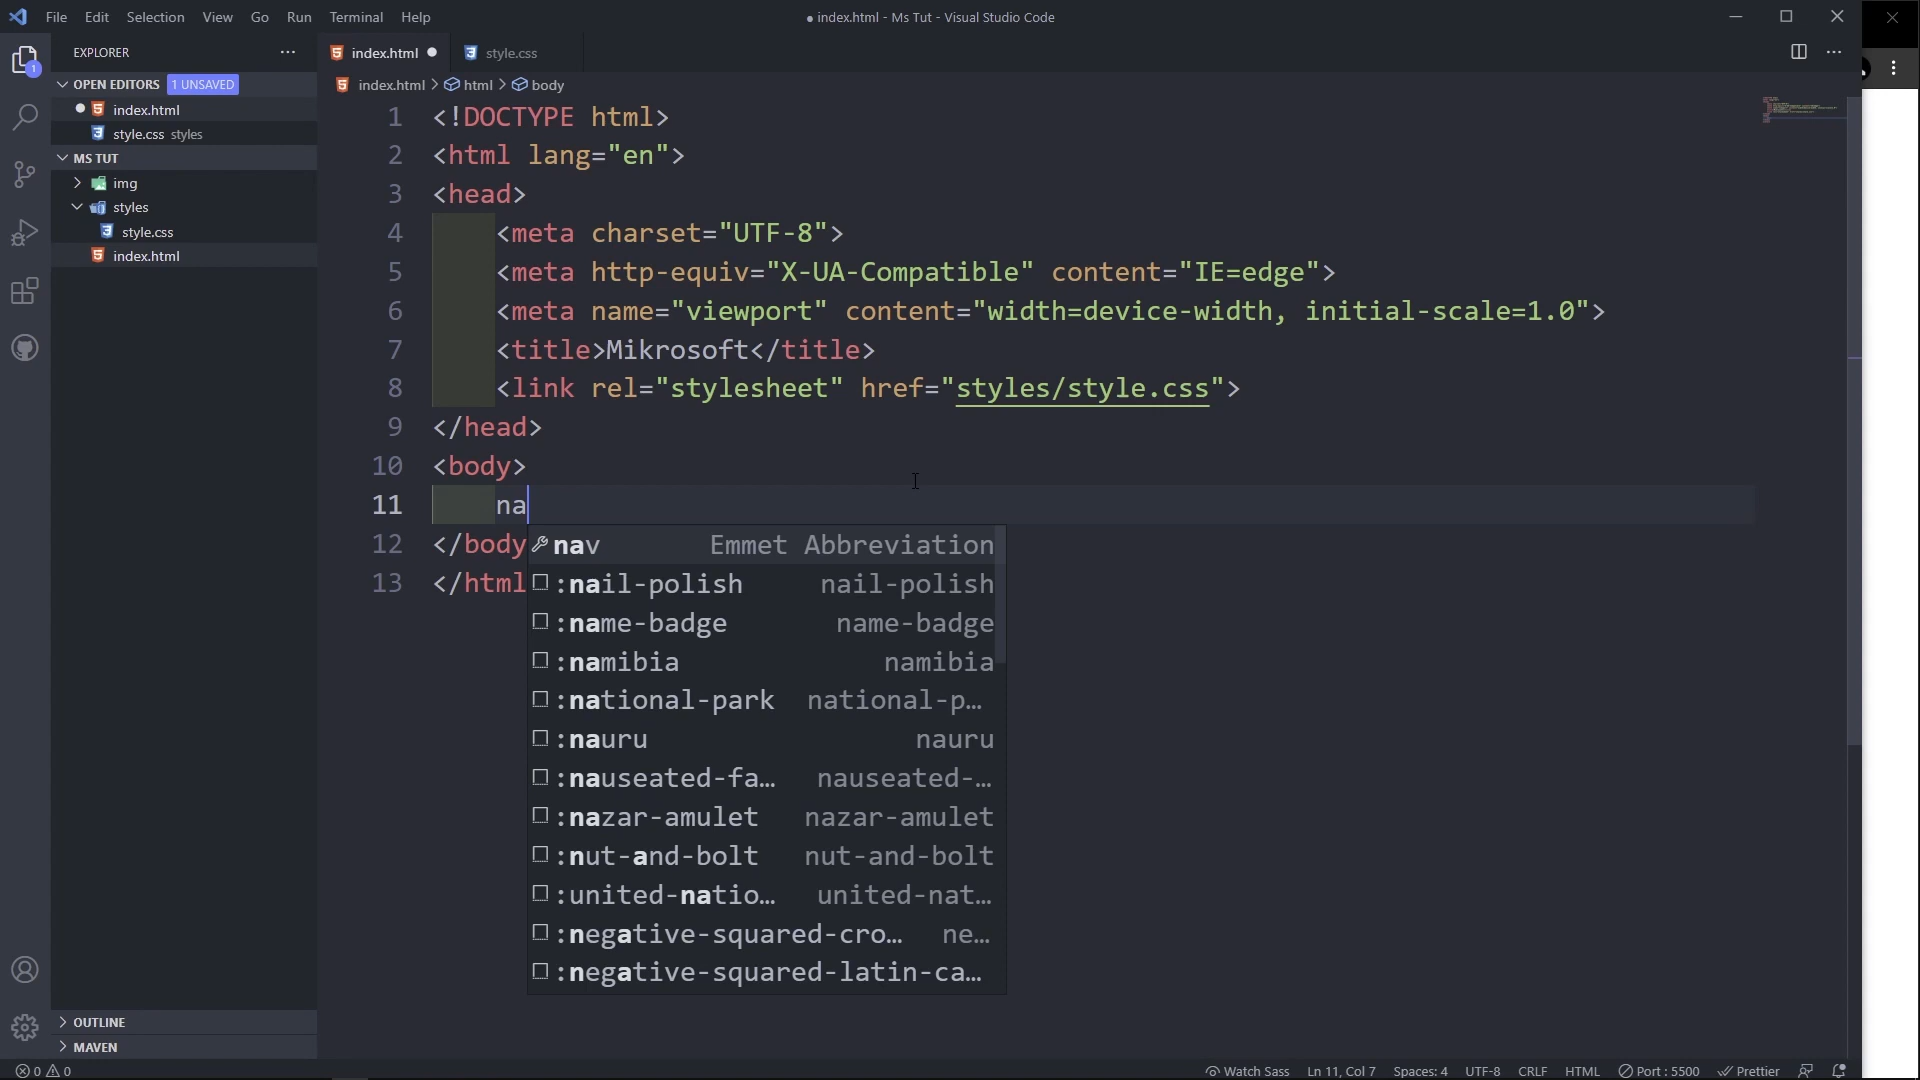 File Edit Selection View Go Run Terminal Help
● index.html - Ms Tut - Visual Studio Code
EXPLORER
OPEN EDITORS 1 UNSAVED
index.html
style.css styles
MS TUT
img
styles
style.css
index.html
OUTLINE
MAVEN
1
index.html
style.css
index.html > html > body
1 <!DOCTYPE html>
2 <html lang="en">
3 <head>
4 <meta charset="UTF-8">
5 <meta http-equiv="X-UA-Compatible" content="IE=edge">
6 <meta name="viewport" content="width=device-width, initial-scale=1.0">
7 <title>Mikrosoft</title>
8 <link rel="stylesheet" href="styles/style.css">
9 </head>
10 <body>
11 na
12 </body
13 </html
nav Emmet Abbreviation
:nail-polish nail-polish
:name-badge name-badge
:namibia namibia
:national-park national-p…
:nauru nauru
:nauseated-fa… nauseated-…
:nazar-amulet nazar-amulet
:nut-and-bolt nut-and-bolt
:united-natio… united-nat…
:negative-squared-cro… ne…
:negative-squared-latin-ca…
0 0
Watch Sass Ln 11, Col 7 Spaces: 4 UTF-8 CRLF HTML Port : 5500 Prettier